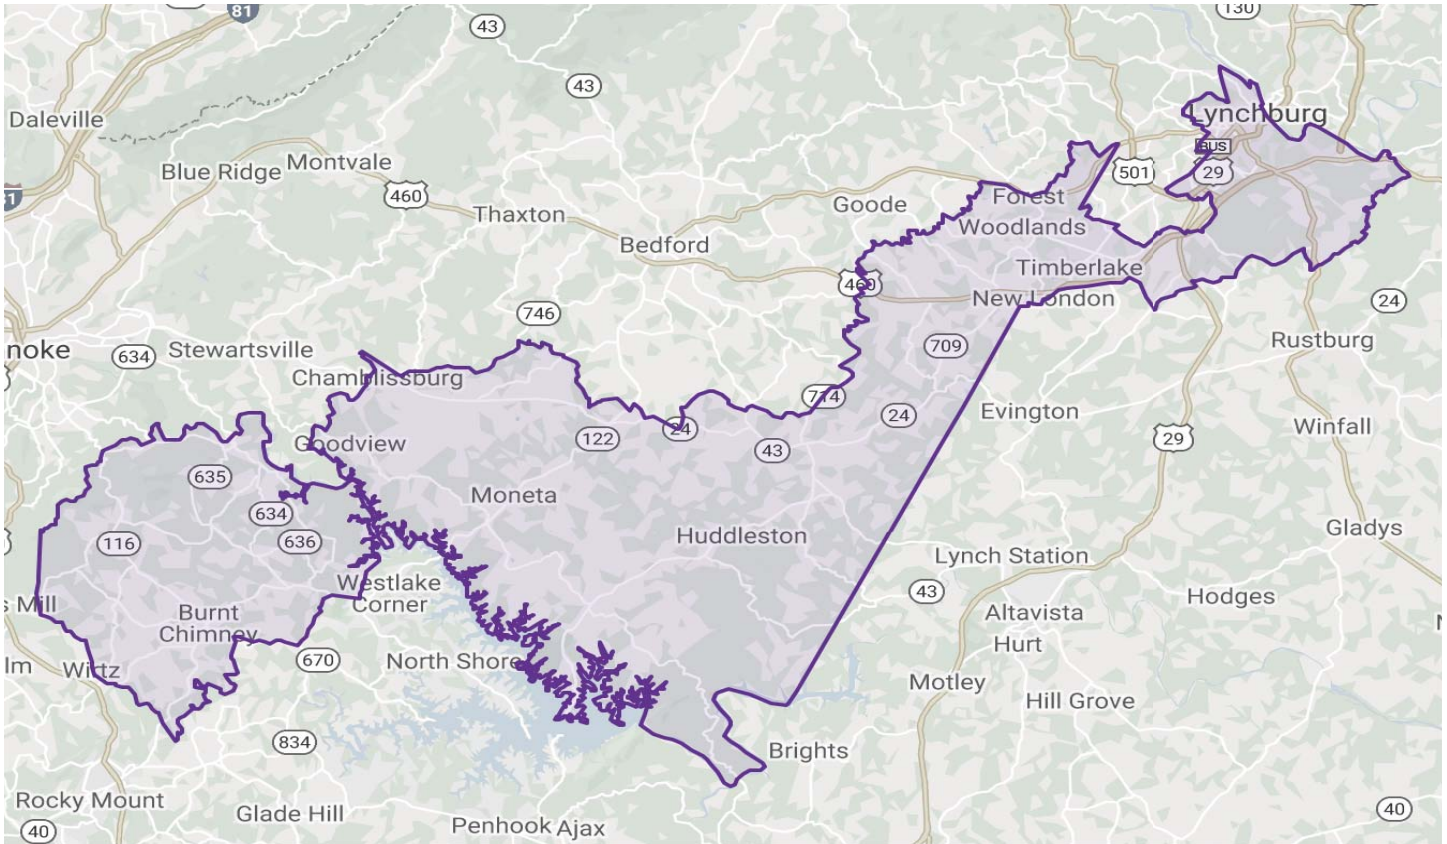 130
81
43
43
Daleville
Lynchburg
BUS
29
501
Blue Ridge
Montvale
460
81
Thaxton
Goode
Forest
Bedford
Woodlands
Timberlake
460
New London
24
746
Rustburg
noke
634
Stewartsville
709
Chamblissburg
714
Evington
24
24
Winfall
122
29
Goodview
43
635
Moneta
634
Gladys
116
636
Huddleston
Lynch Station
Westlake
Corner
43
Hodges
s Mill
Burnt
Chimney
Altavista
Hurt
lm
Wirtz
670
North Shore
Motley
Hill Grove
834
Brights
Rocky Mount
Glade Hill
40
Penhook
Ajax
40